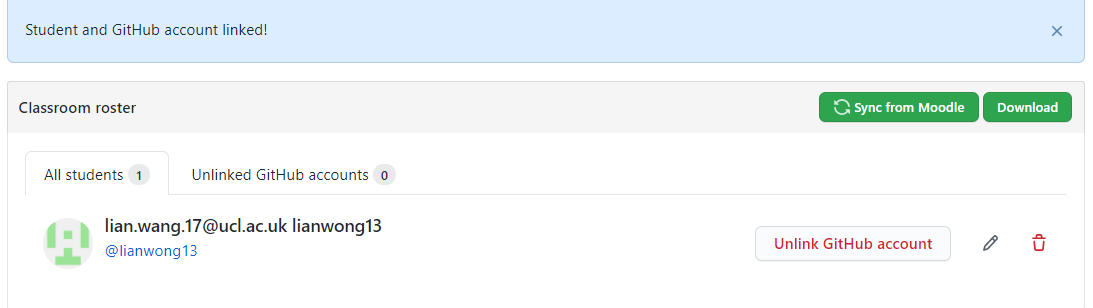 Student and GitHub account linked!
Classroom roster
Sync from Moodle
Download
All students 1
Unlinked GitHub accounts 0
lian.wang.17@ucl.ac.uk lianwong13
@lianwong13
Unlink GitHub account